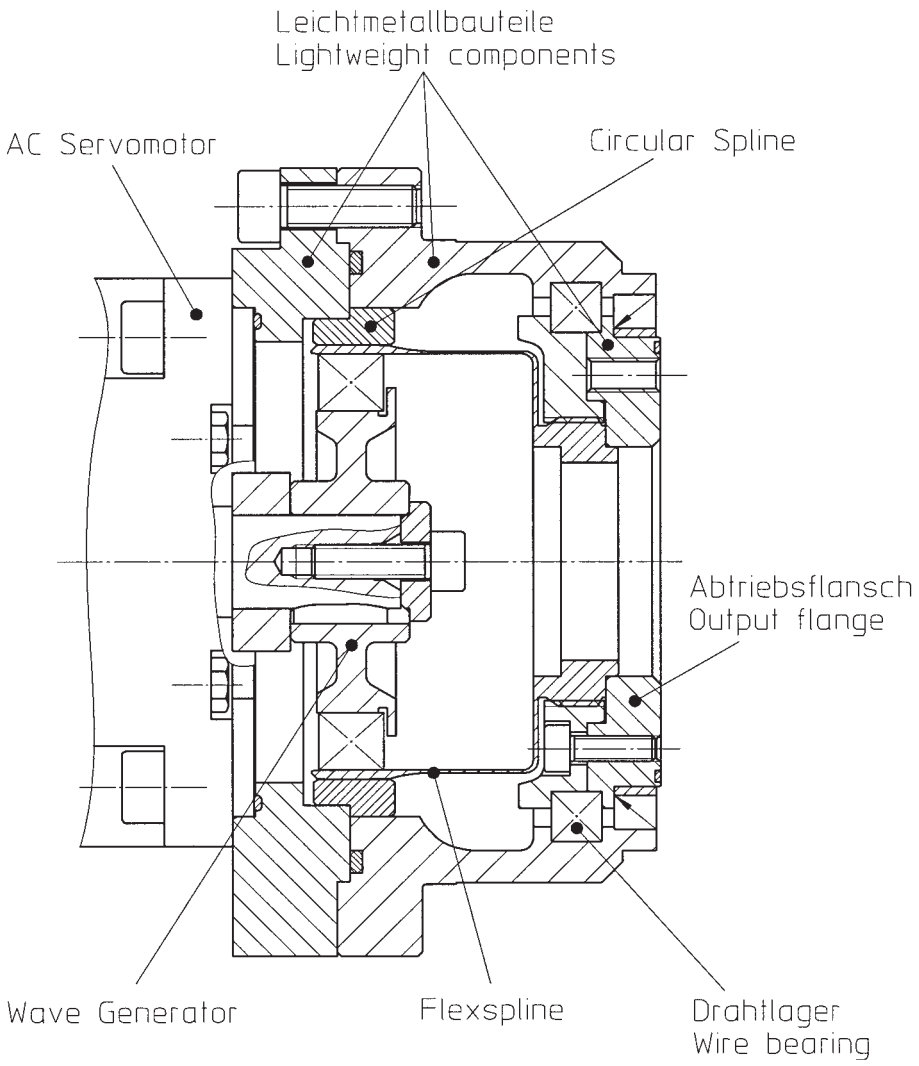 Leichtmetallbauteile
Lightweight components
AC Servomotor
Circular Spline
Abtriebsflansch
Output flange
Wave Generator
Flexspline
Drahtlager
Wire bearing